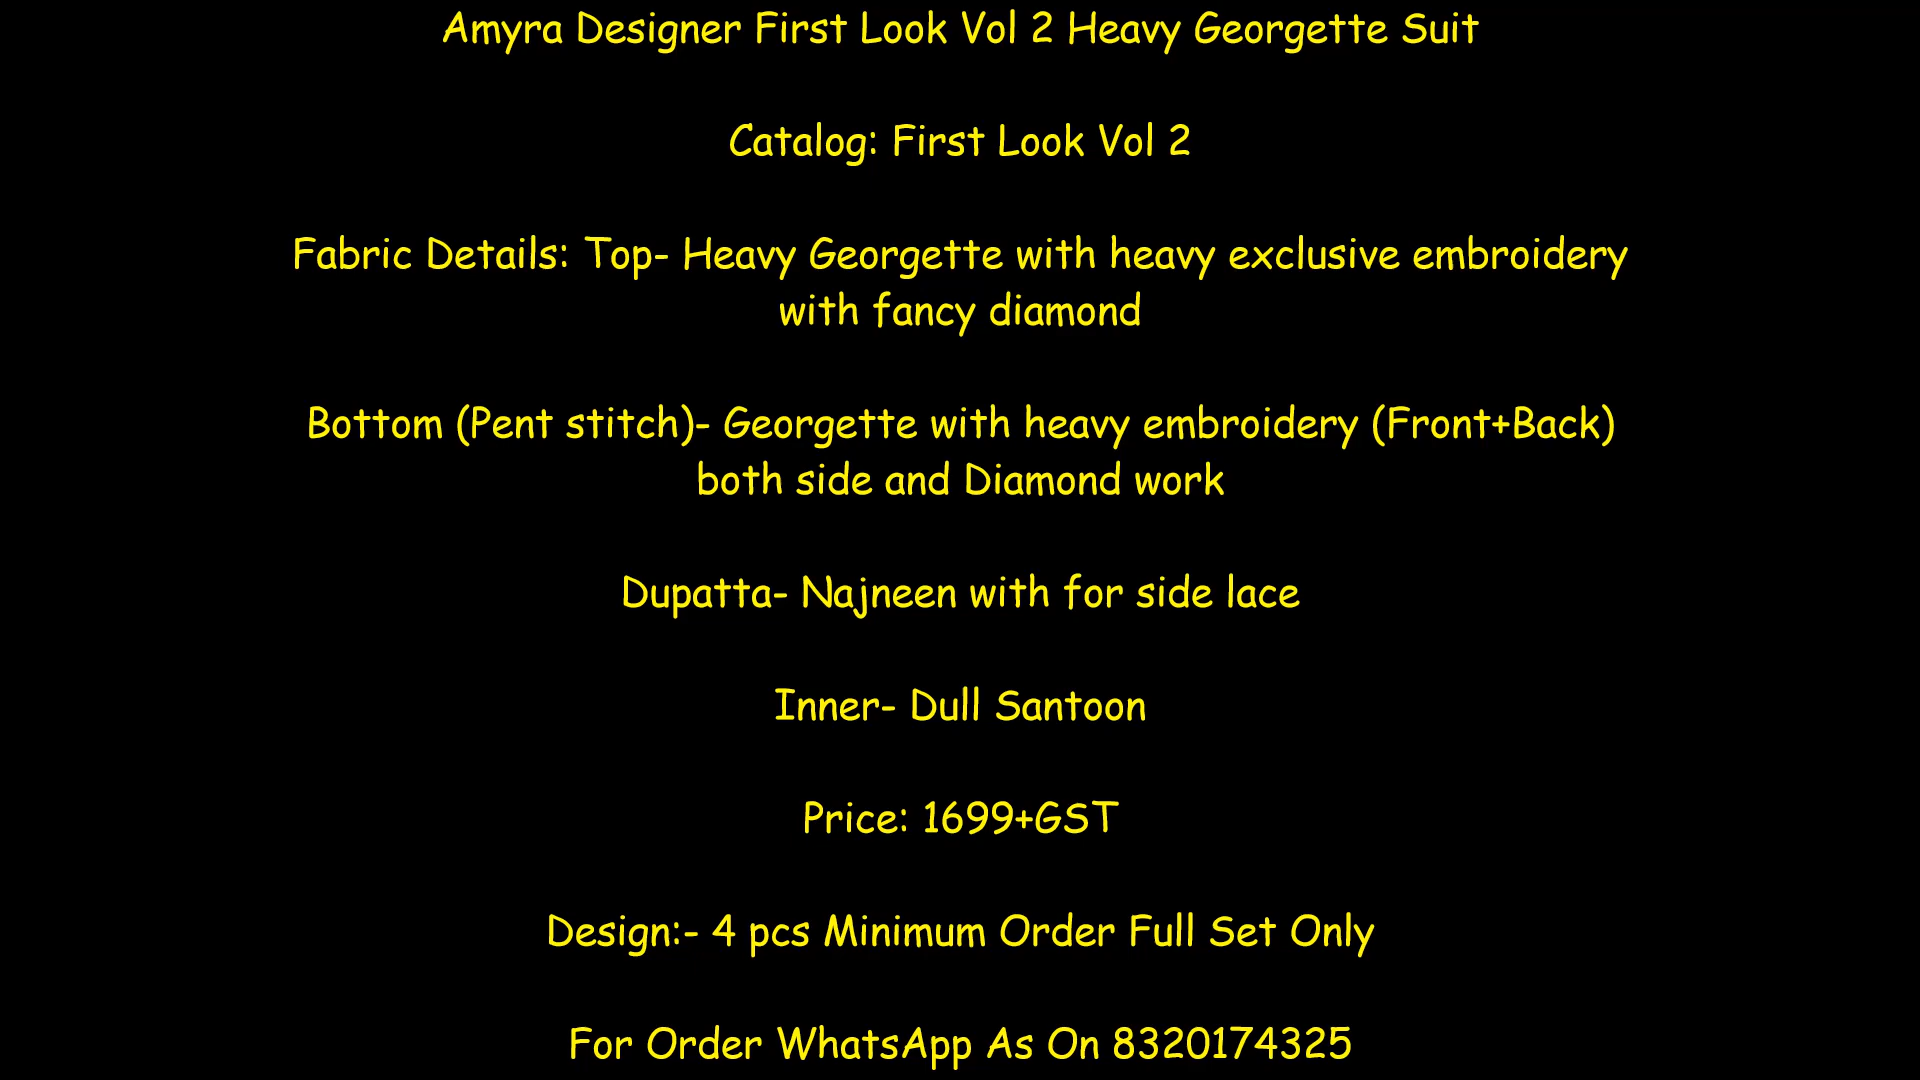 Amyra Designer First Look Vol 2 Heavy Georgette Suit
Catalog: First Look Vol 2
Fabric Details: Top- Heavy Georgette with heavy exclusive embroidery
with fancy diamond
Bottom (Pent stitch)- Georgette with heavy embroidery (Front+Back)
both side and Diamond work
Dupatta- Najneen with for side lace
Inner- Dull Santoon
Price: 1699+GST
Design:- 4 pcs Minimum Order Full Set Only
For Order WhatsApp As On 8320174325